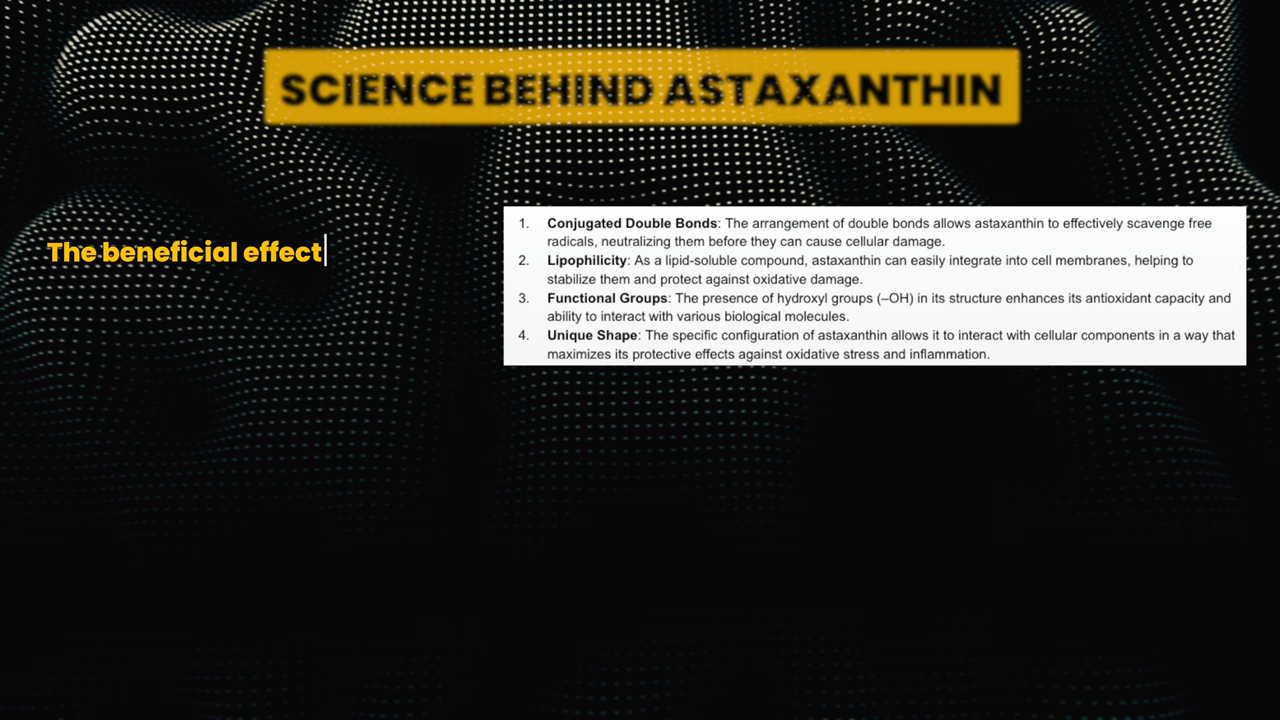 SCIENCE BEHIND ASTAXANTHIN
The beneficial effect
1. Conjugated Double Bonds: The arrangement of double bonds allows astaxanthin to effectively scavenge free
radicals, neutralizing them before they can cause cellular damage.
2. Lipophilicity: As a lipid-soluble compound, astaxanthin can easily integrate into cell membranes, helping to
stabilize them and protect against oxidative damage.
3. Functional Groups: The presence of hydroxyl groups (–OH) in its structure enhances its antioxidant capacity and
ability to interact with various biological molecules.
4. Unique Shape: The specific configuration of astaxanthin allows it to interact with cellular components in a way that
maximizes its protective effects against oxidative stress and inflammation.